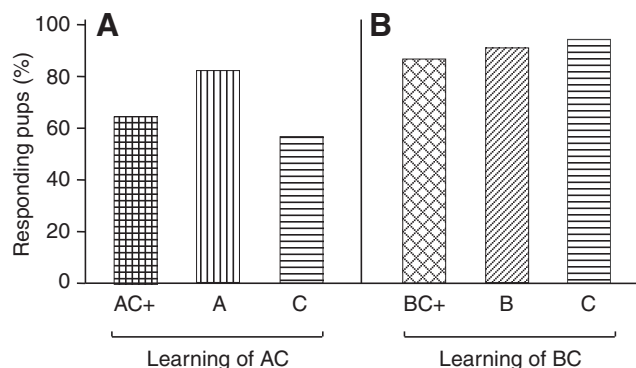 A
B
Responding pups (%)
100
80
60
40
20
0
AC+ A C BC+ B C
Learning of AC Learning of BC